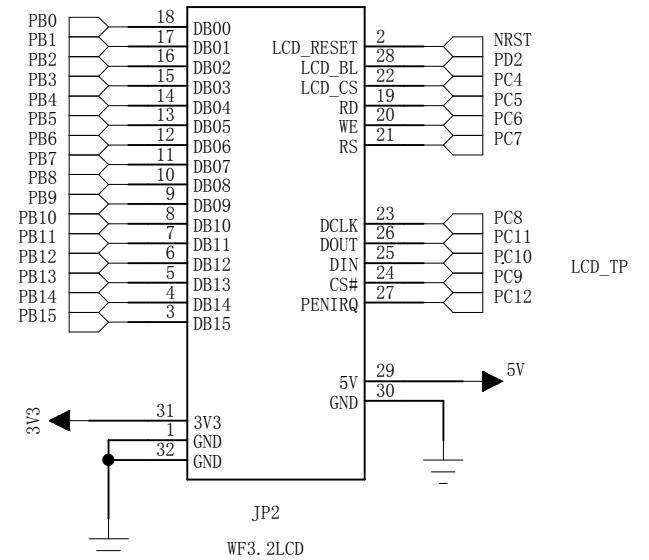 PB0 18 DB00
PB1 17 DB01
PB2 16 DB02
PB3 15 DB03
PB4 14 DB04
PB5 13 DB05
PB6 12 DB06
PB7 11 DB07
PB8 10 DB08
PB9 9 DB09
PB10 8 DB10
PB11 7 DB11
PB12 6 DB12
PB13 5 DB13
PB14 4 DB14
PB15 3 DB15
3V3 31 3V3
1 GND
32 GND
LCD_RESET 2 NRST
LCD_BL 28 PD2
LCD_CS 22 PC4
RD 19 PC5
WE 20 PC6
RS 21 PC7
DCLK 23 PC8
DOUT 26 PC11
DIN 25 PC10
CS# 24 PC9
PENIRQ 27 PC12
LCD_TP
5V 29 5V
GND 30
JP2
WF3.2LCD